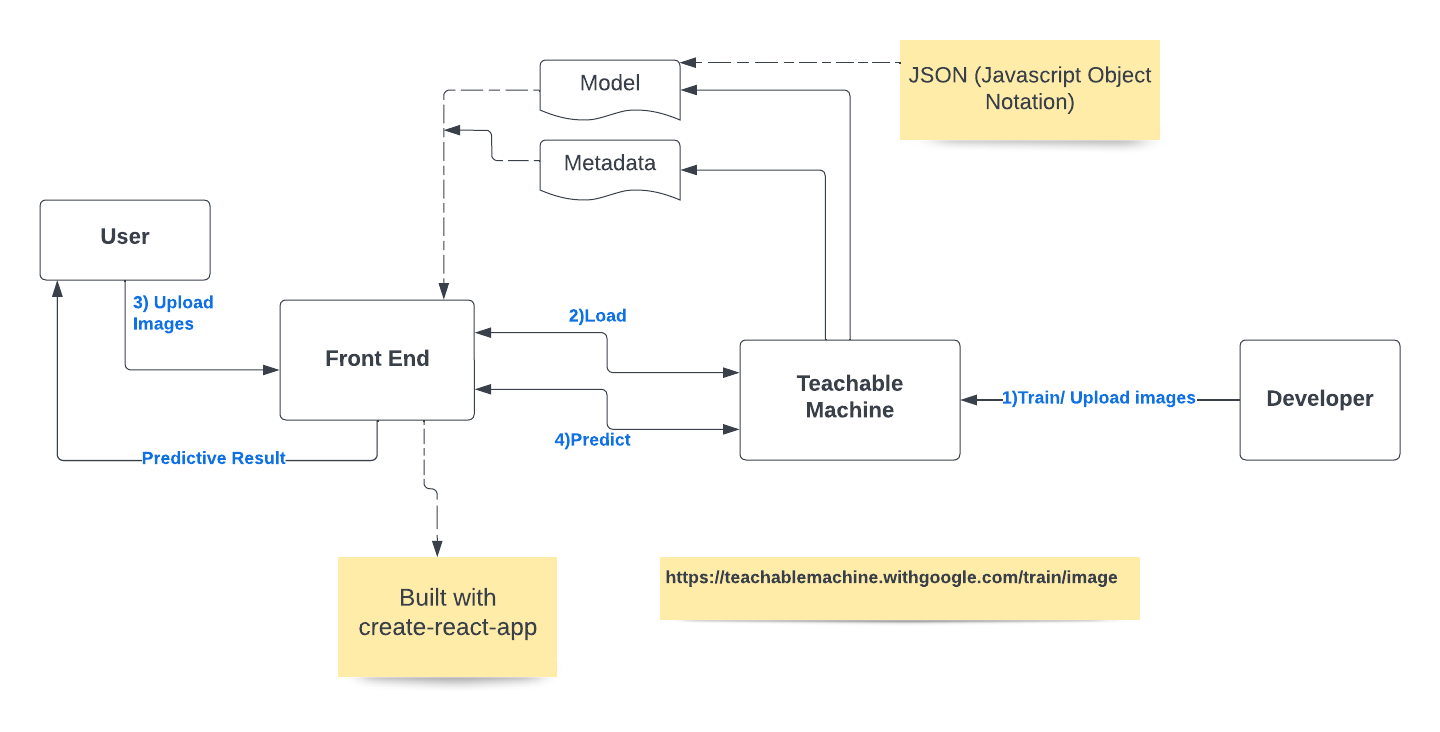 Model
JSON (Javascript Object
Notation)
Metadata
User
3) Upload
Images
2)Load
Front End
Teachable
Machine
1)Train/ Upload images
Developer
4)Predict
Predictive Result
https://teachablemachine.withgoogle.com/train/image
Built with
create-react-app